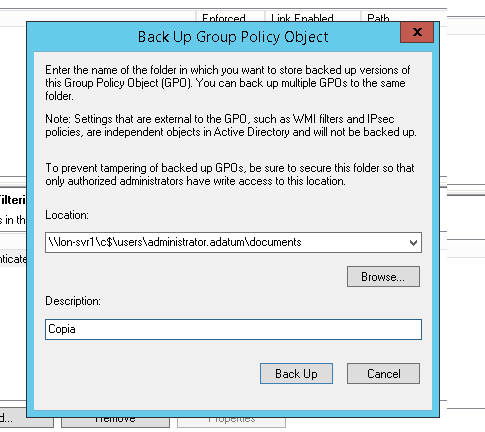 Enforced Link Enabled Path
Back Up Group Policy Object
x
Enter the name of the folder in which you want to store backed up versions of
this Group Policy Object (GPO). You can back up multiple GPOs to the same
folder.
Note: Settings that are external to the GPO, such as WMI filters and IPsec
policies, are independent objects in Active Directory and will not be backed up.
To prevent tampering of backed up GPOs, be sure to secure this folder so that
only authorized administrators have write access to this location.
Location:
\\lon-svr1\c$\users\administrator.adatum\documents
Browse...
Description:
Copia
Back Up Cancel
Remove Properties